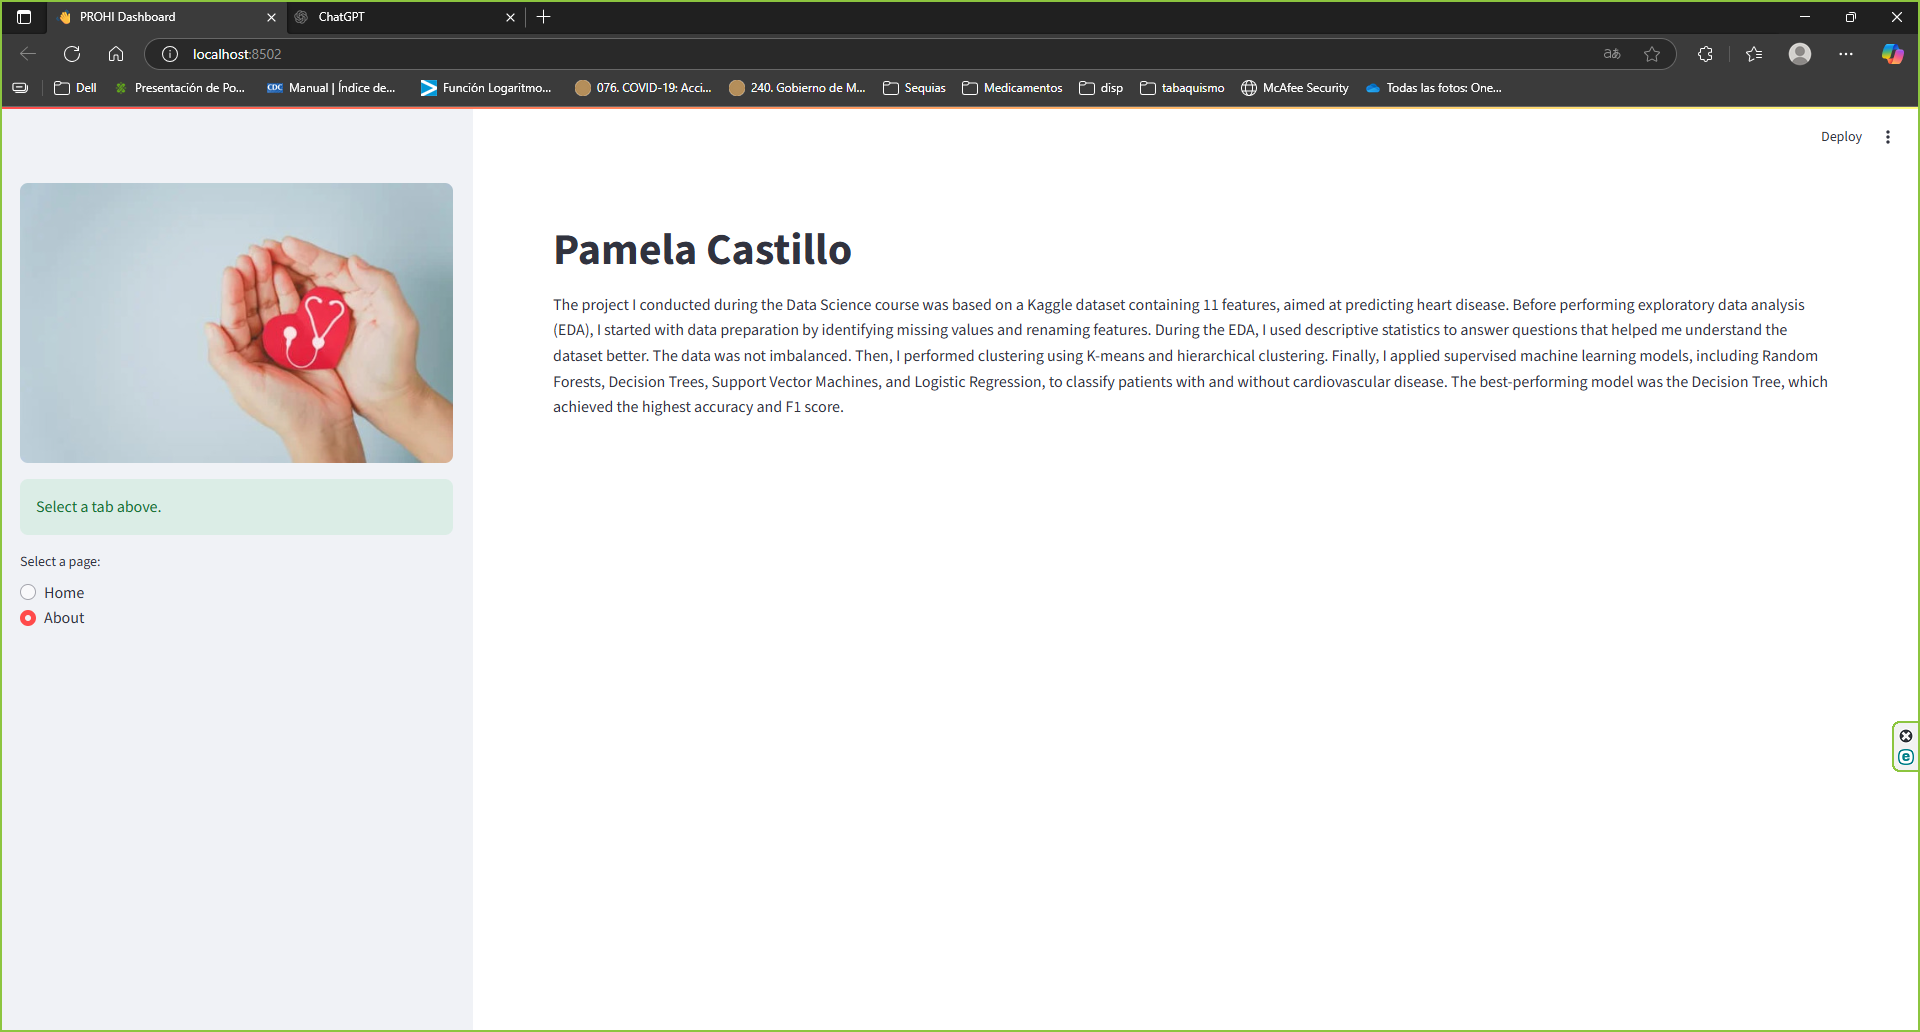 PROHI Dashboard
ChatGPT
localhost:8502
Dell
Presentación de Po...
CDC Manual | Índice de...
Función Logaritmo...
076. COVID-19: Acci...
240. Gobierno de M...
Sequias
Medicamentos
disp
tabaquismo
McAfee Security
Todas las fotos: One...
Deploy
Pamela Castillo
The project I conducted during the Data Science course was based on a Kaggle dataset containing 11 features, aimed at predicting heart disease. Before performing exploratory data analysis
(EDA), I started with data preparation by identifying missing values and renaming features. During the EDA, I used descriptive statistics to answer questions that helped me understand the
dataset better. The data was not imbalanced. Then, I performed clustering using K-means and hierarchical clustering. Finally, I applied supervised machine learning models, including Random
Forests, Decision Trees, Support Vector Machines, and Logistic Regression, to classify patients with and without cardiovascular disease. The best-performing model was the Decision Tree, which
achieved the highest accuracy and F1 score.
Select a tab above.
Select a page:
Home
About